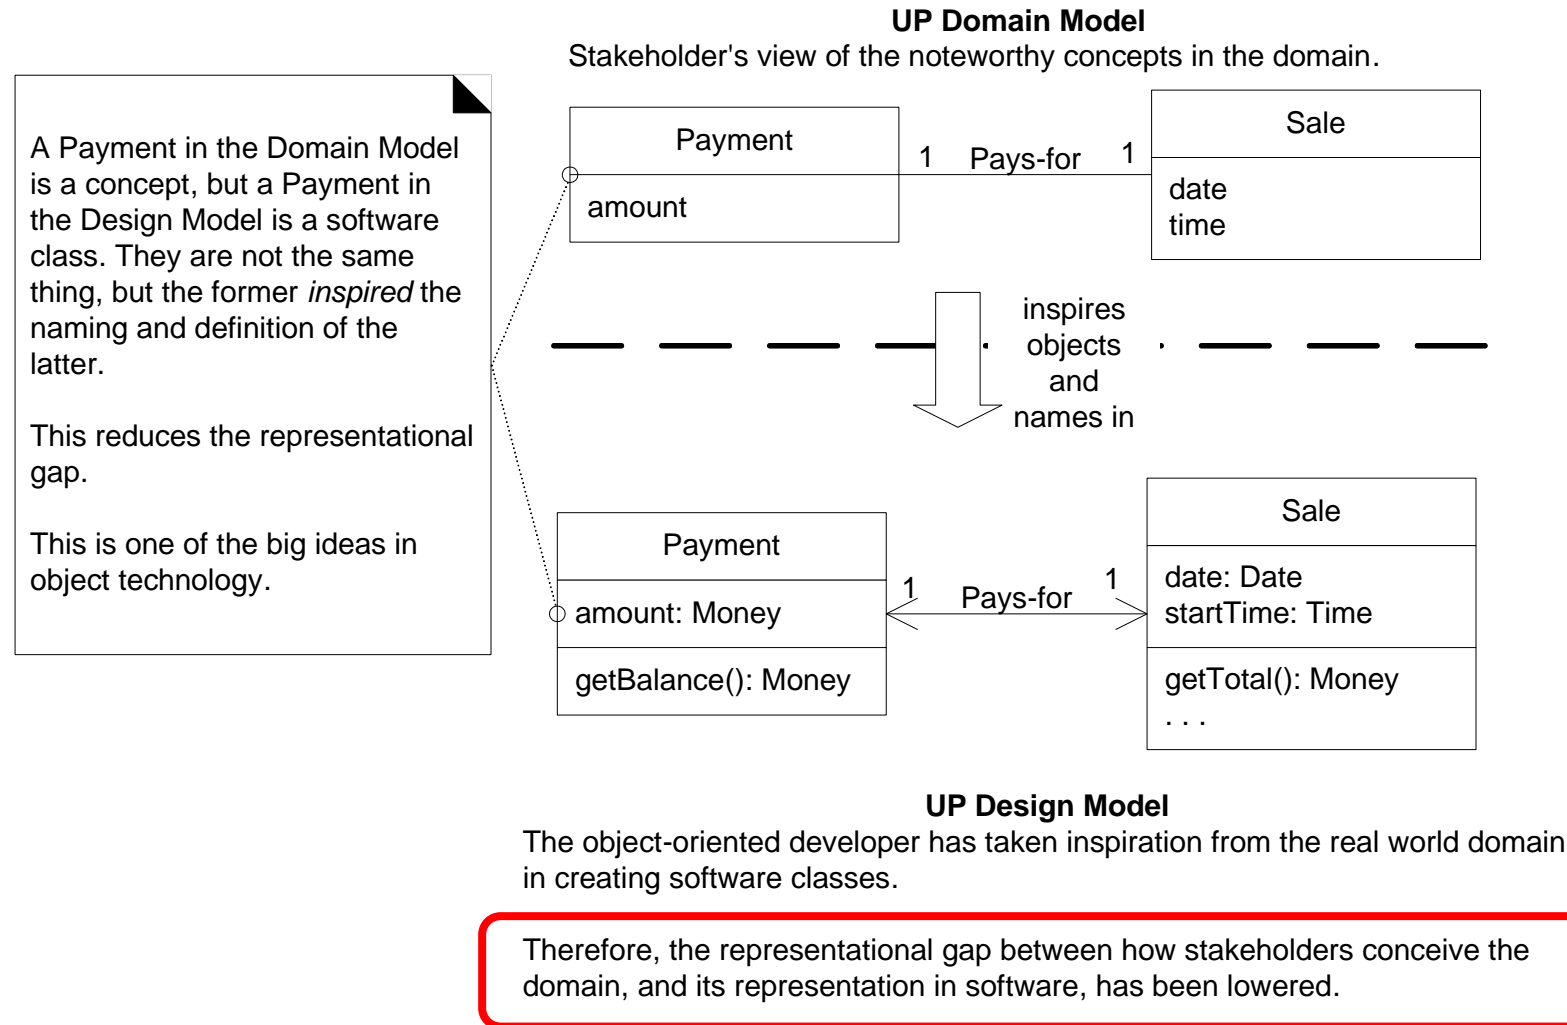 UP Domain Model
Stakeholder's view of the noteworthy concepts in the domain.
A Payment in the Domain Model
is a concept, but a Payment in
the Design Model is a software
class. They are not the same
thing, but the former inspired the
naming and definition of the
latter.
This reduces the representational
gap.
This is one of the big ideas in
object technology.
Payment
amount
1 Pays-for 1
Sale
date
time
inspires
objects
and
names in
Payment
amount: Money
getBalance(): Money
1 Pays-for 1
Sale
date: Date
startTime: Time
getTotal(): Money
. . .
UP Design Model
The object-oriented developer has taken inspiration from the real world domain
in creating software classes.
Therefore, the representational gap between how stakeholders conceive the
domain, and its representation in software, has been lowered.